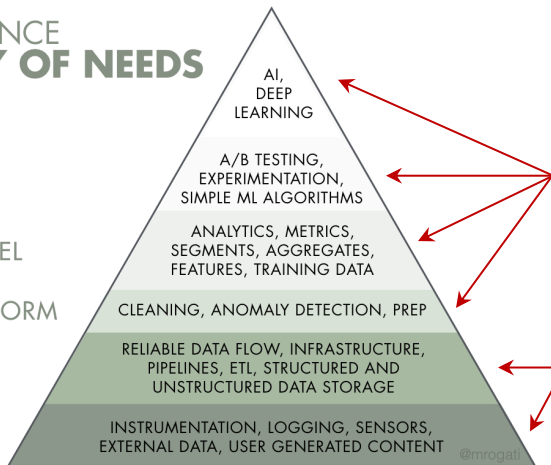 NCE
Y OF NEEDS
AI,
DEEP
LEARNING
A/B TESTING,
EXPERIMENTATION,
SIMPLE ML ALGORITHMS
ANALYTICS, METRICS,
SEGMENTS, AGGREGATES,
FEATURES, TRAINING DATA
EL
ORM
CLEANING, ANOMALY DETECTION, PREP
RELIABLE DATA FLOW, INFRASTRUCTURE,
PIPELINES, ETL, STRUCTURED AND
UNSTRUCTURED DATA STORAGE
INSTRUMENTATION, LOGGING, SENSORS,
EXTERNAL DATA, USER GENERATED CONTENT
@mrogati